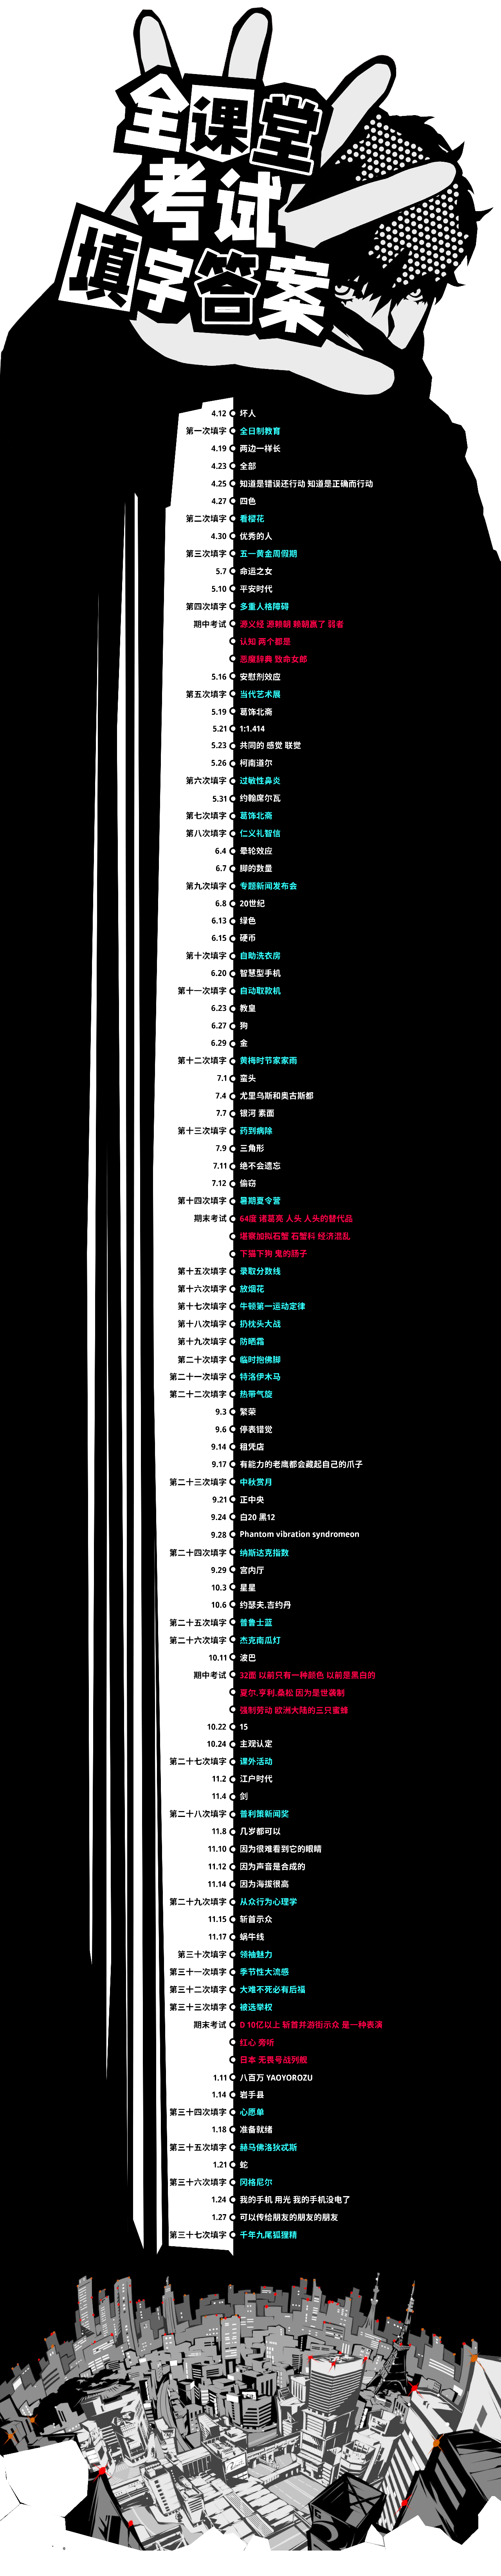 全课堂
考试
填字答案
4.12 坏人
第一次填字 全日制教育
4.19 两边一样长
4.23 全部
4.25 知道是错误还行动 知道是正确而行动
4.27 四色
第二次填字 看樱花
4.30 优秀的人
第三次填字 五一黄金周假期
5.7 命运之女
5.10 平安时代
第四次填字 多重人格障碍
期中考试 源义经 源赖朝 赖朝赢了 弱者
认知 两个都是
恶魔辞典 致命女郎
5.16 安慰剂效应
第五次填字 当代艺术展
5.19 葛饰北斋
5.21 1:1.414
5.23 共同的 感觉 联觉
5.26 柯南道尔
第六次填字 过敏性鼻炎
5.31 约翰席尔瓦
第七次填字 葛饰北斋
第八次填字 仁义礼智信
6.4 晕轮效应
6.7 脚的数量
第九次填字 专题新闻发布会
6.8 20世纪
6.13 绿色
6.15 硬币
第十次填字 自助洗衣房
6.20 智慧型手机
第十一次填字 自动取款机
6.23 教皇
6.27 狗
6.29 金
第十二次填字 黄梅时节家家雨
7.1 蛮头
7.4 尤里乌斯和奥古斯都
7.7 银河 素面
第十三次填字 药到病除
7.9 三角形
7.11 绝不会遗忘
7.12 偷窃
第十四次填字 暑期夏令营
期末考试 64度 诸葛亮 人头 人头的替代品
堪察加拟石蟹 石蟹科 经济混乱
下猫下狗 鬼的肠子
第十五次填字 录取分数线
第十六次填字 放烟花
第十七次填字 牛顿第一运动定律
第十八次填字 扔枕头大战
第十九次填字 防晒霜
第二十次填字 临时抱佛脚
第二十一次填字 特洛伊木马
第二十二次填字 热带气旋
9.3 繁荣
9.6 停表错觉
9.14 租凭店
9.17 有能力的老鹰都会藏起自己的爪子
第二十三次填字 中秋赏月
9.21 正中央
9.24 白20 黑12
9.28 Phantom vibration syndromeon
第二十四次填字 纳斯达克指数
9.29 宫内厅
10.3 星星
10.6 约瑟夫.吉约丹
第二十五次填字 普鲁士蓝
第二十六次填字 杰克南瓜灯
10.11 波巴
期中考试 32面 以前只有一种颜色 以前是黑白的
夏尔.亨利.桑松 因为是世袭制
强制劳动 欧洲大陆的三只蜜蜂
10.22 15
10.24 主观认定
第二十七次填字 课外活动
11.2 江户时代
11.4 剑
第二十八次填字 普利策新闻奖
11.8 几岁都可以
11.10 因为很难看到它的眼睛
11.12 因为声音是合成的
11.14 因为海拔很高
第二十九次填字 从众行为心理学
11.15 斩首示众
11.17 蜗牛线
第三十次填字 领袖魅力
第三十一次填字 季节性大流感
第三十二次填字 大难不死必有后福
第三十三次填字 被选举权
期末考试 D 10亿以上 斩首并游街示众 是一种表演
红心 旁听
日本 无畏号战列舰
1.11 八百万 YAOYOROZU
1.14 岩手县
第三十四次填字 心愿单
1.18 准备就绪
第三十五次填字 赫马佛洛狄忒斯
1.21 蛇
第三十六次填字 冈格尼尔
1.24 我的手机 用光 我的手机没电了
1.27 可以传给朋友的朋友的朋友
第三十七次填字 千年九尾狐狸精